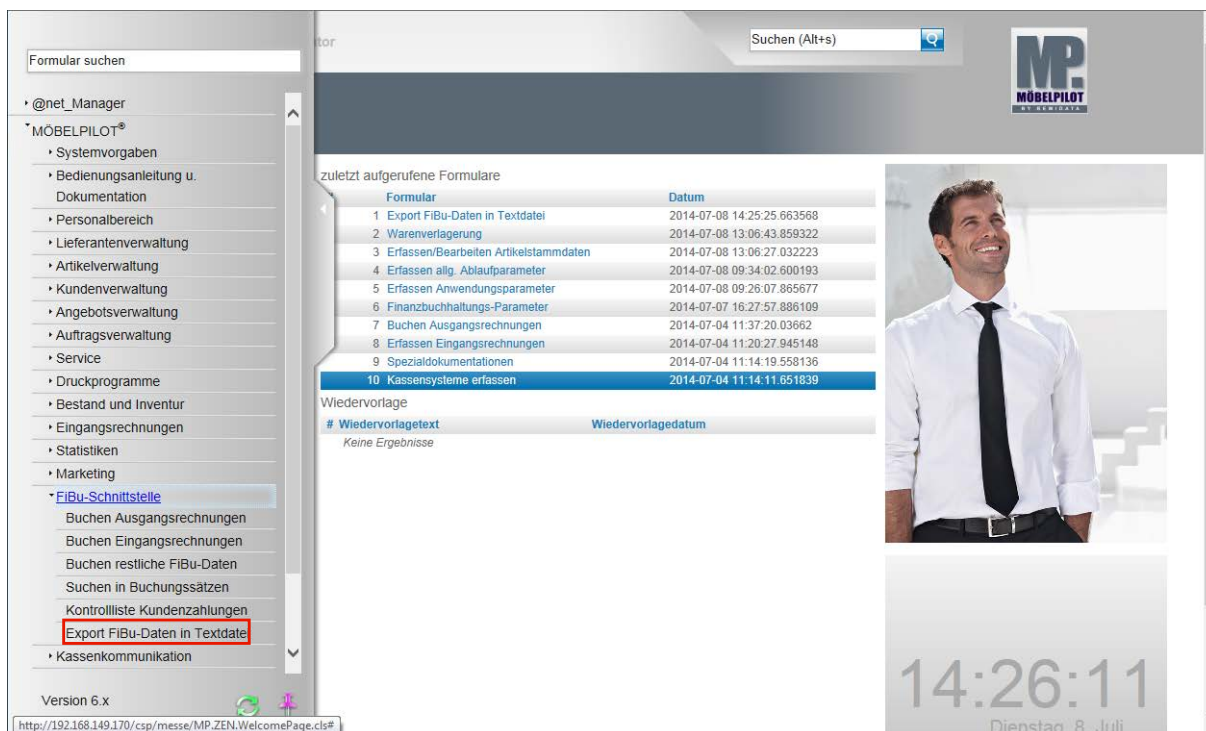 tor
Suchen (Alt+s)
MP.
MÖBELPILOT
Formular suchen
@net_Manager
MÖBELPILOT®
Systemvorgaben
Bedienungsanleitung u.
Dokumentation
Personalbereich
Lieferantenverwaltung
Artikelverwaltung
Kundenverwaltung
Angebotsverwaltung
Auftragsverwaltung
Service
Druckprogramme
Bestand und Inventur
Eingangsrechnungen
Statistiken
Marketing
FiBu-Schnittstelle
Buchen Ausgangsrechnungen
Buchen Eingangsrechnungen
Buchen restliche FiBu-Daten
Suchen in Buchungssätzen
Kontrollliste Kundenzahlungen
Export FiBu-Daten in Textdatei
Kassenkommunikation
Version 6.x
http://192.168.149.170/csp/messe/MP.ZEN.WelcomePage.cls#
zuletzt aufgerufene Formulare
Formular Datum
1 Export FiBu-Daten in Textdatei 2014-07-08 14:25:25.663568
2 Warenverlagerung 2014-07-08 13:06:43.859322
3 Erfassen/Bearbeiten Artikelstammdaten 2014-07-08 13:06:27.032223
4 Erfassen allg. Ablaufparameter 2014-07-08 09:34:02.600193
5 Erfassen Anwendungsparameter 2014-07-08 09:26:07.865677
6 Finanzbuchhaltungs-Parameter 2014-07-07 16:27:57.886109
7 Buchen Ausgangsrechnungen 2014-07-04 11:37:20.03662
8 Erfassen Eingangsrechnungen 2014-07-04 11:20:27.945148
9 Spezialdokumentationen 2014-07-04 11:14:19.558136
10 Kassensysteme erfassen 2014-07-04 11:14:11.651839
Wiedervorlage
# Wiedervorlagetext Wiedervorlagedatum
Keine Ergebnisse
14:26:11
Dienstag, 8. Juli